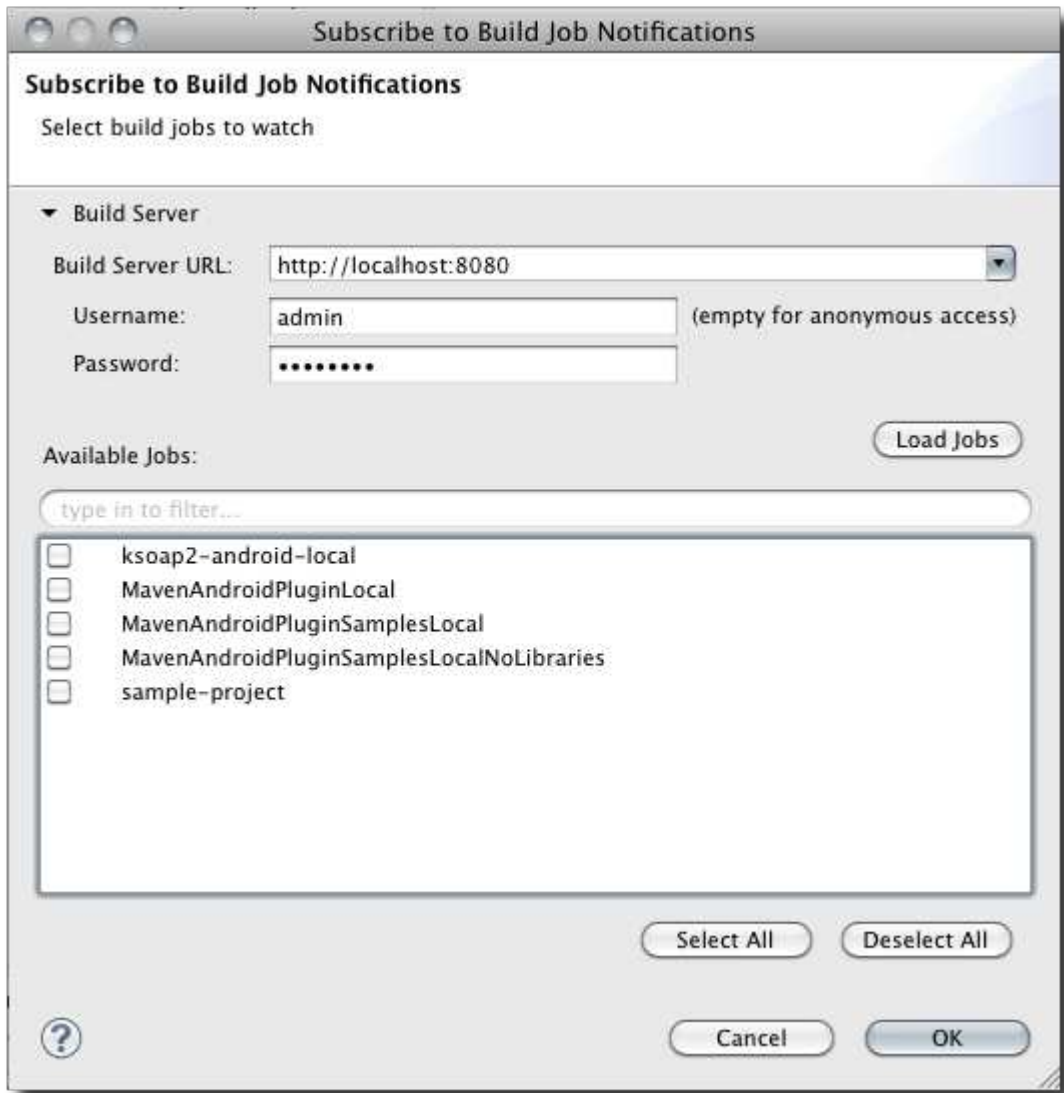 Subscribe to Build Job Notifications
Subscribe to Build Job Notifications
Select build jobs to watch
Build Server
Build Server URL: http://localhost:8080
Username: admin (empty for anonymous access)
Password: ••••••••
Load Jobs
Available Jobs:
type in to filter...
ksoap2-android-local
MavenAndroidPluginLocal
MavenAndroidPluginSamplesLocal
MavenAndroidPluginSamplesLocalNoLibraries
sample-project
Select All Deselect All
? Cancel OK